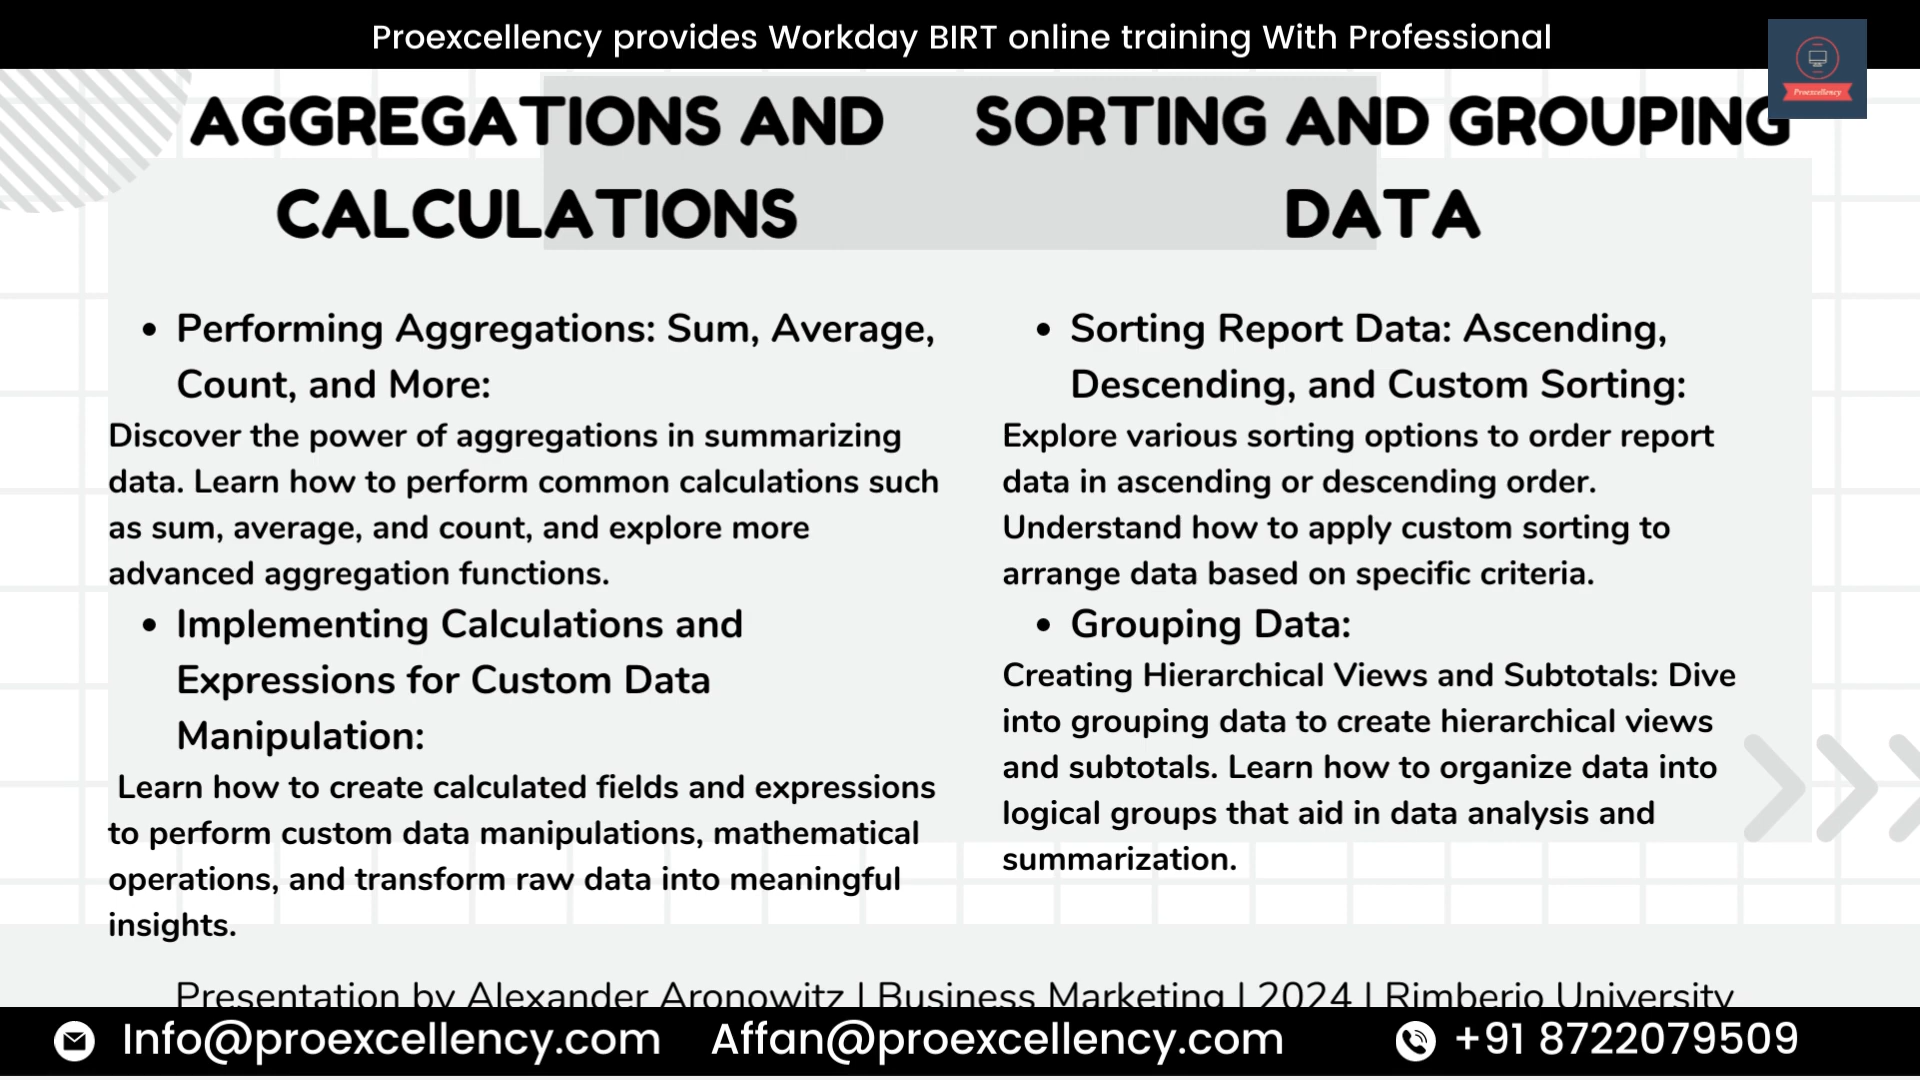 Proexcellency provides Workday BIRT online training With Professional
Proexcellency
AGGREGATIONS AND
CALCULATIONS
• Performing Aggregations: Sum, Average,
Count, and More:
Discover the power of aggregations in summarizing
data. Learn how to perform common calculations such
as sum, average, and count, and explore more
advanced aggregation functions.
• Implementing Calculations and
Expressions for Custom Data
Manipulation:
Learn how to create calculated fields and expressions
to perform custom data manipulations, mathematical
operations, and transform raw data into meaningful
insights.
SORTING AND GROUPING
DATA
• Sorting Report Data: Ascending,
Descending, and Custom Sorting:
Explore various sorting options to order report
data in ascending or descending order.
Understand how to apply custom sorting to
arrange data based on specific criteria.
• Grouping Data:
Creating Hierarchical Views and Subtotals: Dive
into grouping data to create hierarchical views
and subtotals. Learn how to organize data into
logical groups that aid in data analysis and
summarization.
Presentation by Alexander Aronowitz | Business Marketing | 2024 | Rimberio University
Info@proexcellency.com Affan@proexcellency.com +91 8722079509